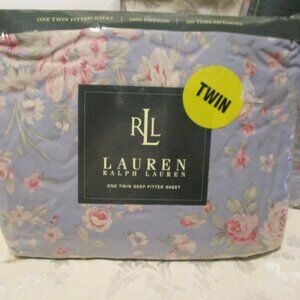 ONE TWIN FITTED SHEET 100% COTTON 200 THREAD COUNT
TWIN
RLL
LAUREN
RALPH LAUREN
ONE TWIN DEEP FITTED SHEET